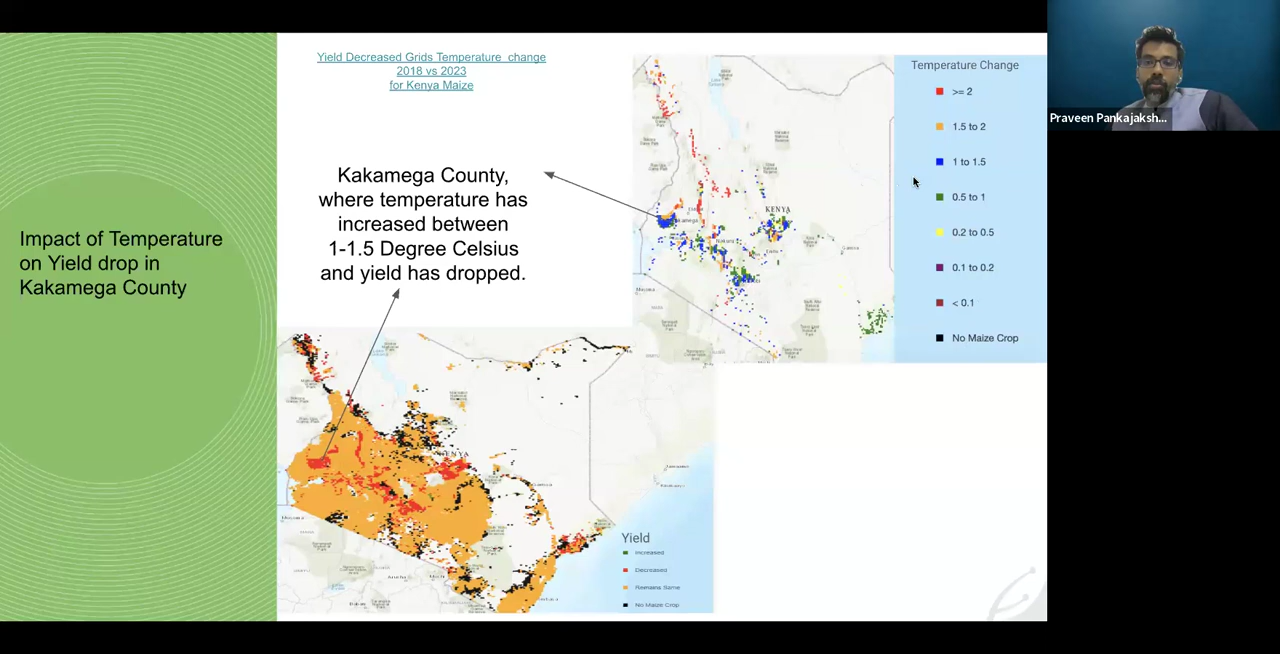 Impact of Temperature
on Yield drop in
Kakamega County
Yield Decreased Grids Temperature change
2018 vs 2023
for Kenya Maize
Kakamega County,
where temperature has
increased between
1-1.5 Degree Celsius
and yield has dropped.
KENYA
Temperature Change
>= 2
1.5 to 2
1 to 1.5
0.5 to 1
0.2 to 0.5
0.1 to 0.2
< 0.1
No Maize Crop
Praveen Pankajaksh...
KENYA
Yield
Increased
Decreased
Remains Same
No Maize Crop